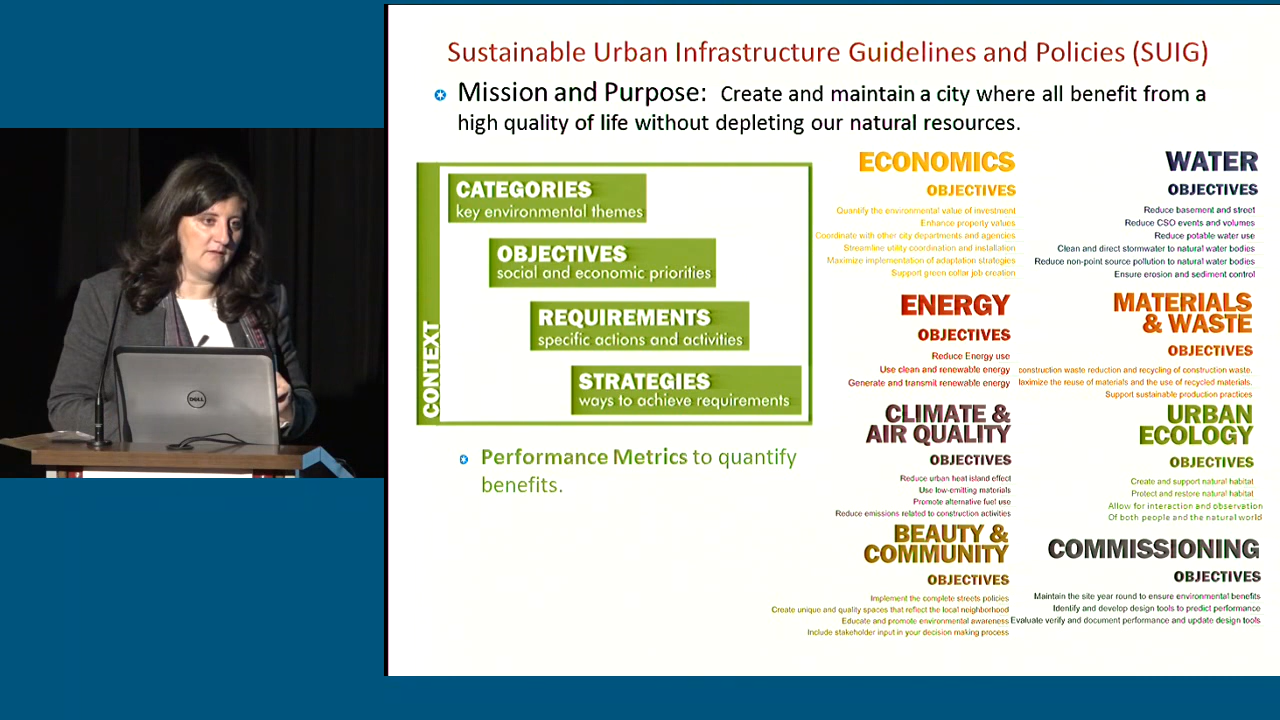 Sustainable Urban Infrastructure Guidelines and Policies (SUIG)
Mission and Purpose: Create and maintain a city where all benefit from a
high quality of life without depleting our natural resources.
CONTEXT
CATEGORIES
key environmental themes
OBJECTIVES
social and economic priorities
REQUIREMENTS
specific actions and activities
STRATEGIES
ways to achieve requirements
Performance Metrics to quantify
benefits.
ECONOMICS
OBJECTIVES
Quantify the environmental value of investment
Enhance property values
Coordinate with other city departments and agencies
Streamline utility coordination and installation
Maximize implementation of adaptation strategies
Support green collar job creation
WATER
OBJECTIVES
Reduce basement and street
Reduce CSO events and volumes
Reduce potable water use
Clean and direct stormwater to natural water bodies
Reduce non-point source pollution to natural water bodies
Ensure erosion and sediment control
ENERGY
OBJECTIVES
Reduce Energy use
Use clean and renewable energy
Generate and transmit renewable energy
MATERIALS
& WASTE
OBJECTIVES
construction waste reduction and recycling of construction waste.
laximize the reuse of materials and the use of recycled materials.
Support sustainable production practices
CLIMATE &
AIR QUALITY
OBJECTIVES
Reduce urban heat island effect
Use low-emitting materials
Promote alternative fuel use
Reduce emissions related to construction activities
URBAN
ECOLOGY
OBJECTIVES
Create and support natural habitat
Protect and restore natural habitat
Allow for interaction and observation
Of both people and the natural world
BEAUTY &
COMMUNITY
OBJECTIVES
Implement the complete streets policies
Create unique and quality spaces that reflect the local neighborhood
Educate and promote environmental awareness
Include stakeholder input in your decision making process
COMMISSIONING
OBJECTIVES
Maintain the site year round to ensure environmental benefits
Identify and develop design tools to predict performance
Evaluate verify and document performance and update design tools
DELL